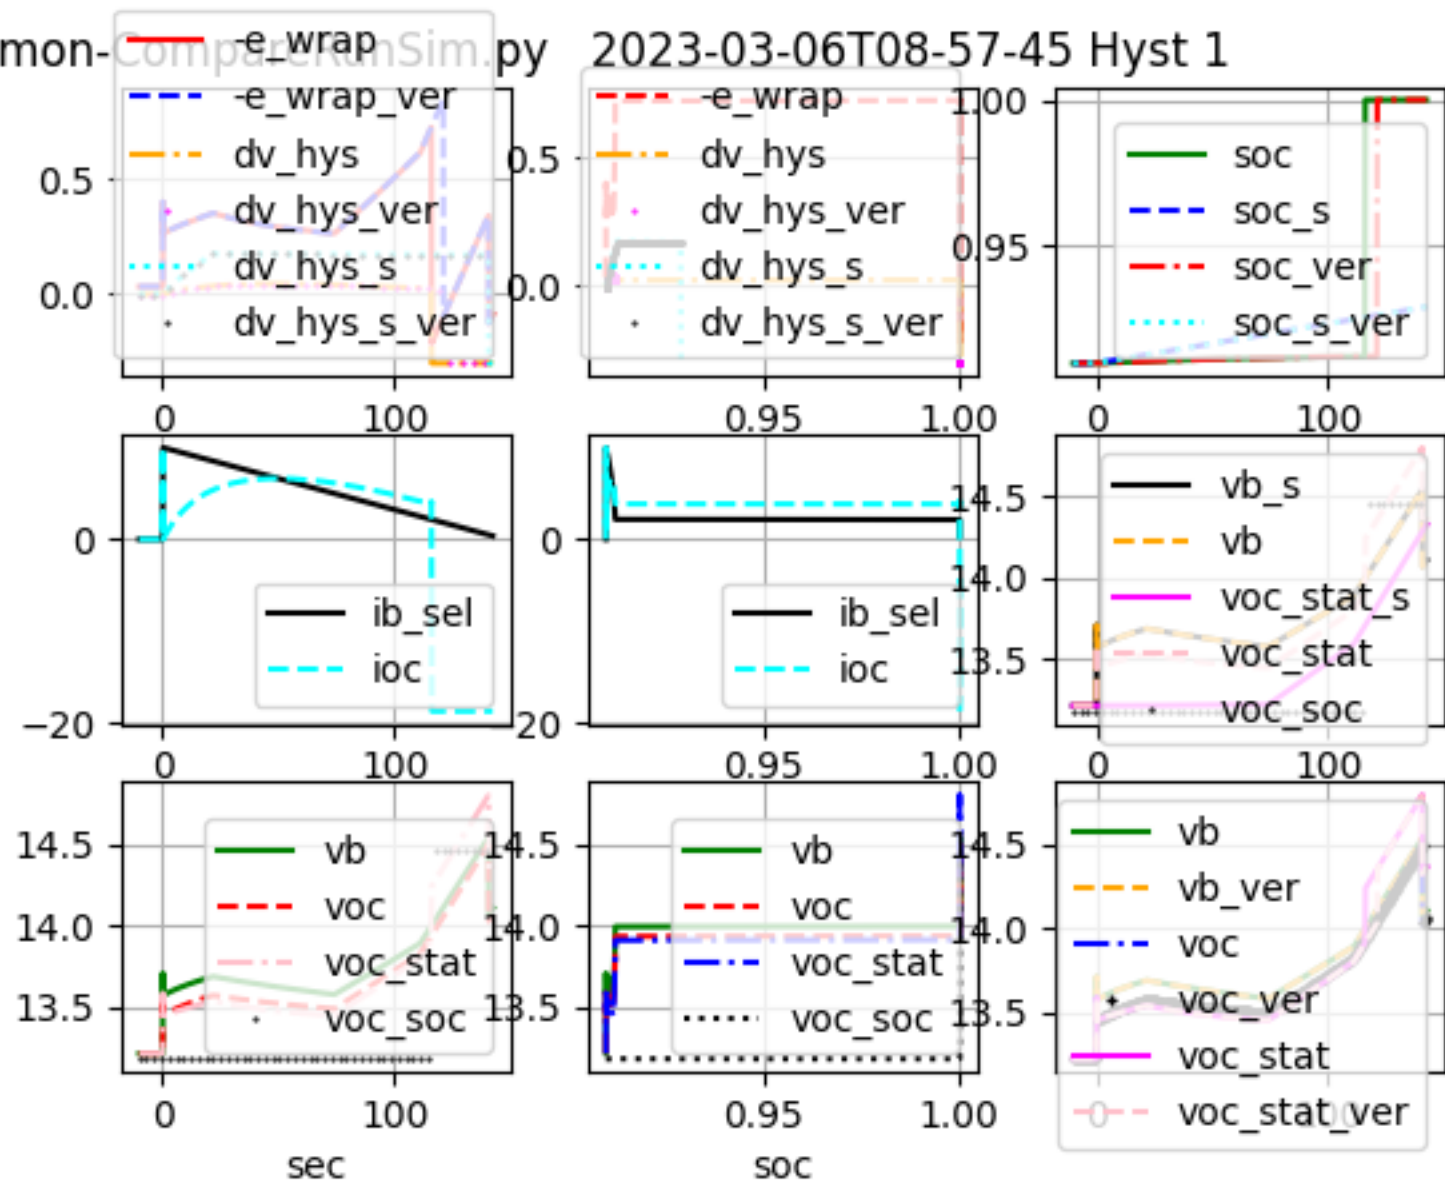 mon-CompareRunSim.py 2023-03-06T08-57-45 Hyst 1
-e_wrap
-e_wrap_ver
dv_hys
dv_hys_ver
dv_hys_s
dv_hys_s_ver
0.5
0.0
0 100
-e_wrap
dv_hys
dv_hys_ver
dv_hys_s
dv_hys_s_ver
0.5
0.0
0.95 1.00
soc
soc_s
soc_ver
soc_s_ver
1.00
0.95
0 100
ib_sel
ioc
0
−20
0 100
ib_sel
ioc
0
20
0.95 1.00
vb_s
vb
voc_stat_s
voc_stat
voc_soc
14.5
14.0
13.5
0 100
vb
voc
voc_stat
voc_soc
14.5
14.0
13.5
0 100
sec
vb
voc
voc_stat
voc_soc
14.5
14.0
13.5
0.95 1.00
soc
vb
vb_ver
voc
voc_ver
voc_stat
voc_stat_ver
14.5
14.0
13.5
0 100